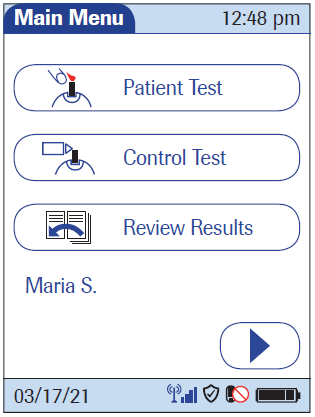 Main Menu 12:48 pm
Patient Test
Control Test
Review Results
Maria S.
03/17/21